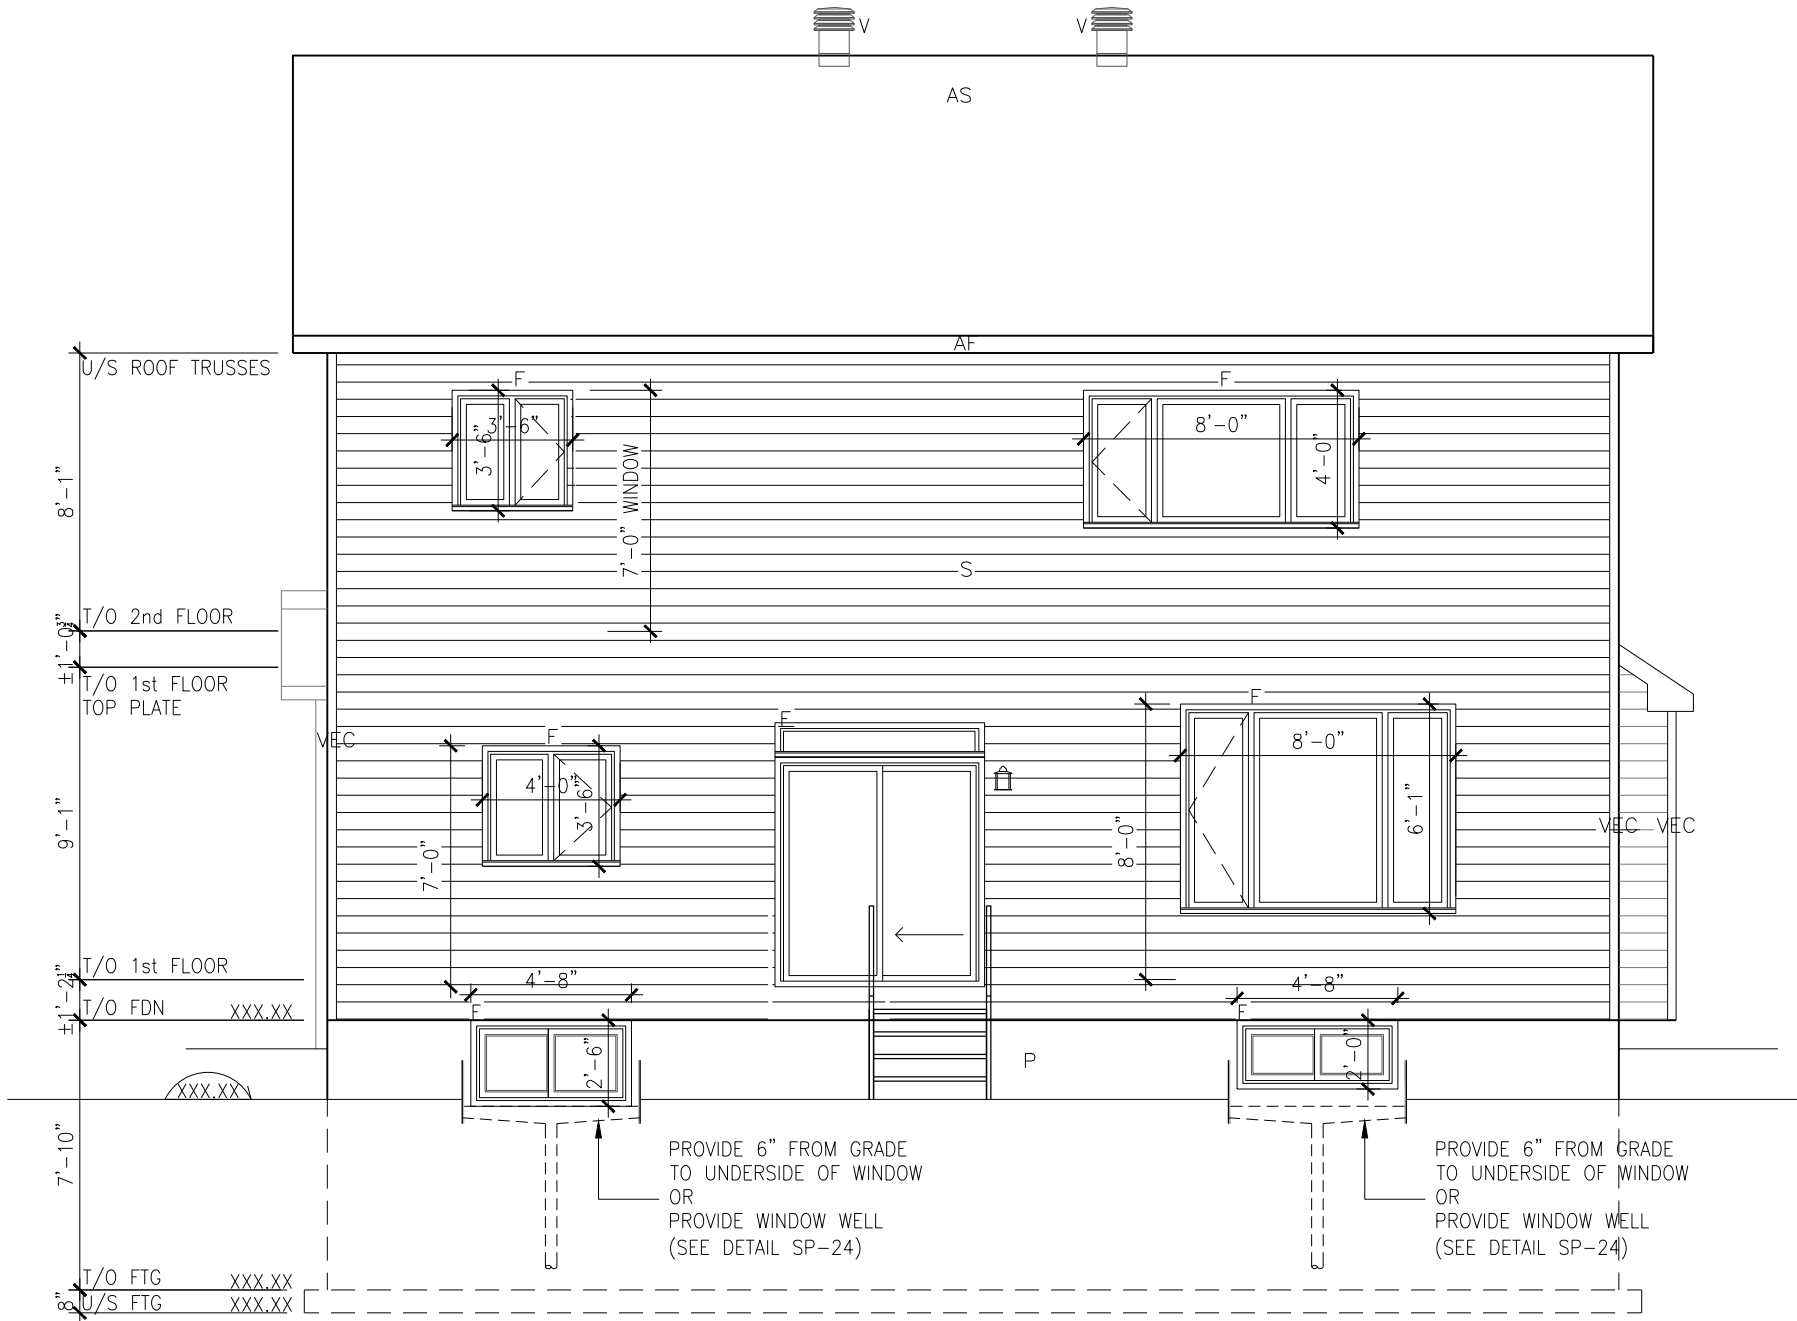 V
V
AS
AF
U/S ROOF TRUSSES
F
F
3'-6"
3'-6"
8'-0"
4'-0"
7'-0" WINDOW
8'-1"
S
T/O 2nd FLOOR
±1'-0¾"
T/O 1st FLOOR
TOP PLATE
F
F
F
VEC
8'-0"
4'-0"
3'-6"
6'-1"
9'-1"
7'-0"
8'-0"
VEC
VEC
T/O 1st FLOOR
4'-8"
4'-8"
±1'-2½"
T/O FDN XXX.XX
F
F
2'-6"
2'-0"
P
XXX.XX
7'-10"
PROVIDE 6" FROM GRADE
TO UNDERSIDE OF WINDOW
OR
PROVIDE WINDOW WELL
(SEE DETAIL SP-24)
PROVIDE 6" FROM GRADE
TO UNDERSIDE OF WINDOW
OR
PROVIDE WINDOW WELL
(SEE DETAIL SP-24)
T/O FTG XXX.XX
8"
U/S FTG XXX.XX